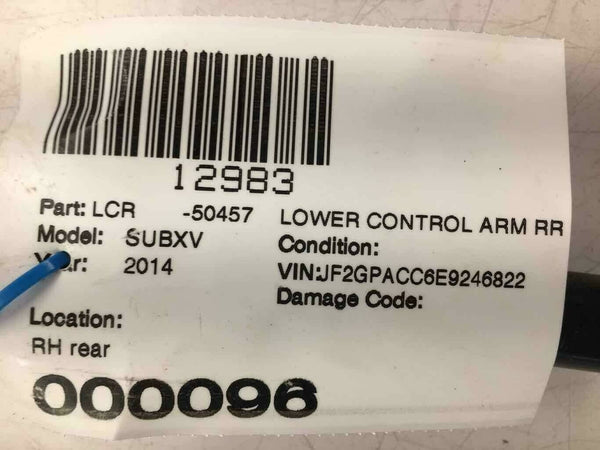 12983
Part: LCR -50457 LOWER CONTROL ARM RR
Model: SUBXV Condition:
Year: 2014 VIN:JF2GPACC6E9246822
Damage Code:
Location:
RH rear
000096